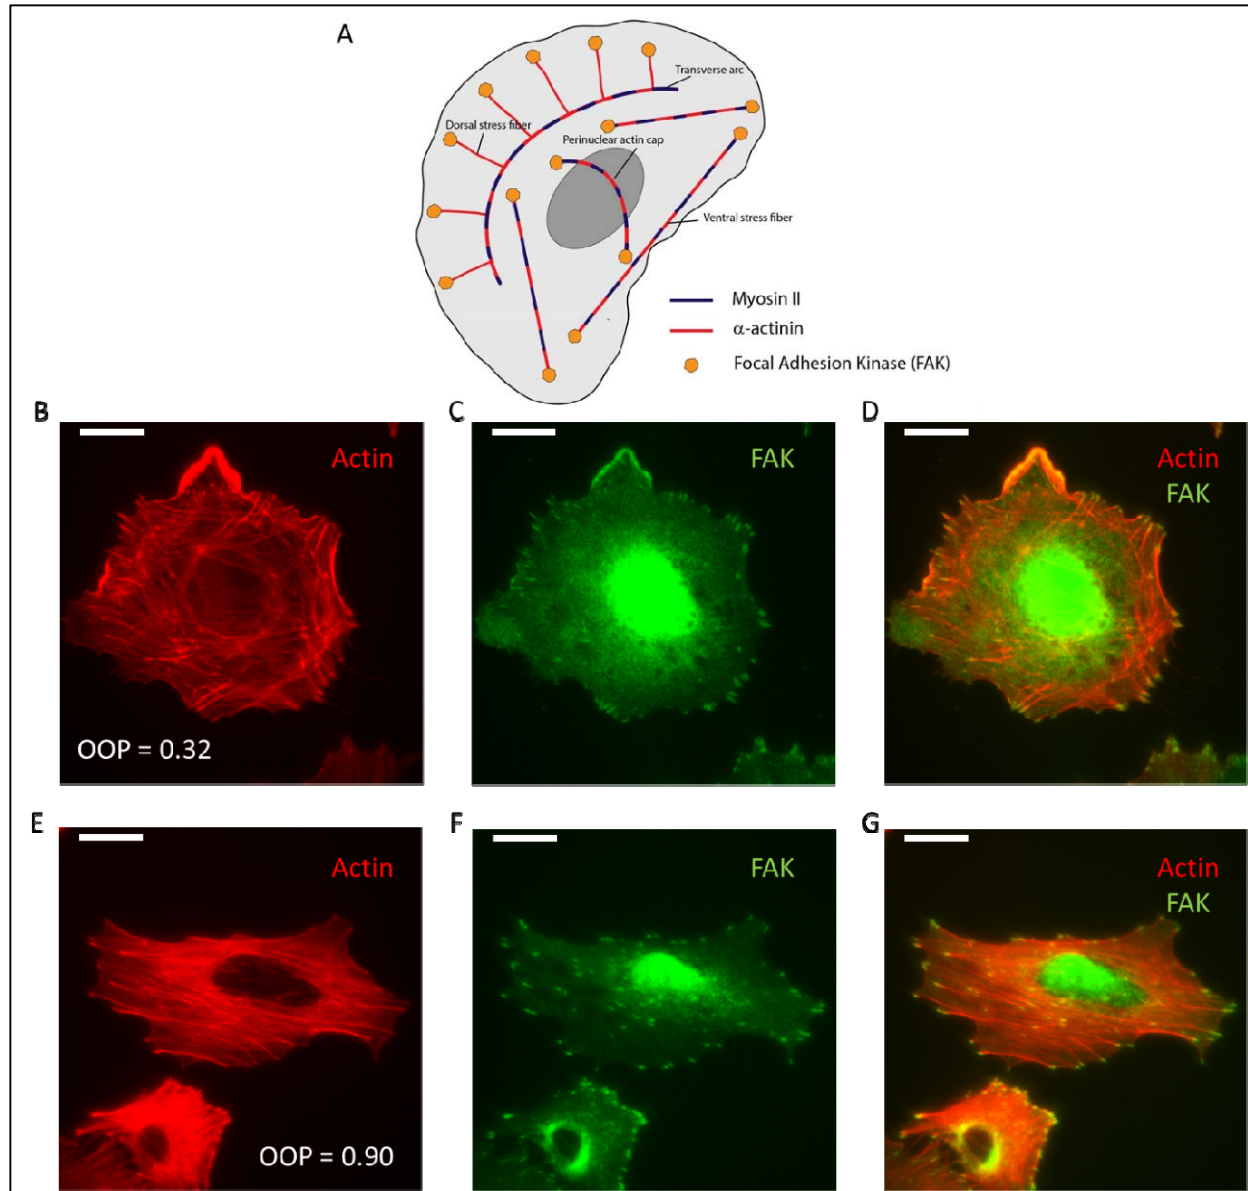 A
Transverse arc
Dorsal stress fiber
Perinuclear actin cap
Ventral stress fiber
Myosin II
α-actinin
Focal Adhesion Kinase (FAK)
B
Actin
OOP = 0.32
C
FAK
D
Actin
FAK
E
Actin
OOP = 0.90
F
FAK
G
Actin
FAK